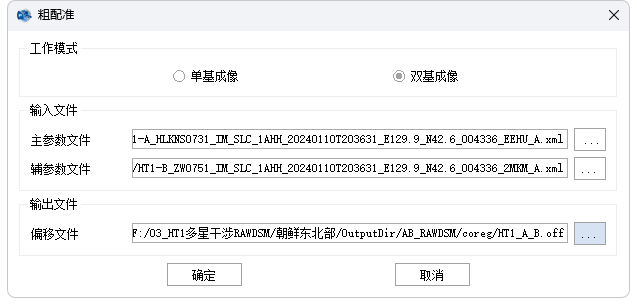 粗配准
工作模式
单基成像
双基成像
输入文件
主参数文件
1-A_HLKNS0731_IM_SLC_1AHH_20240110T203631_E129.9_N42.6_004336_EEHU_A.xml
...
辅参数文件
/HT1-B_ZW0751_IM_SLC_1AHH_20240110T203631_E129.9_N42.6_004336_2MKM_A.xml
...
输出文件
偏移文件
F:/03_HT1多星干涉RAWDSM/朝鲜东北部/OutputDir/AB_RAWDSM/coreg/HT1_A_B.off
...
确定
取消